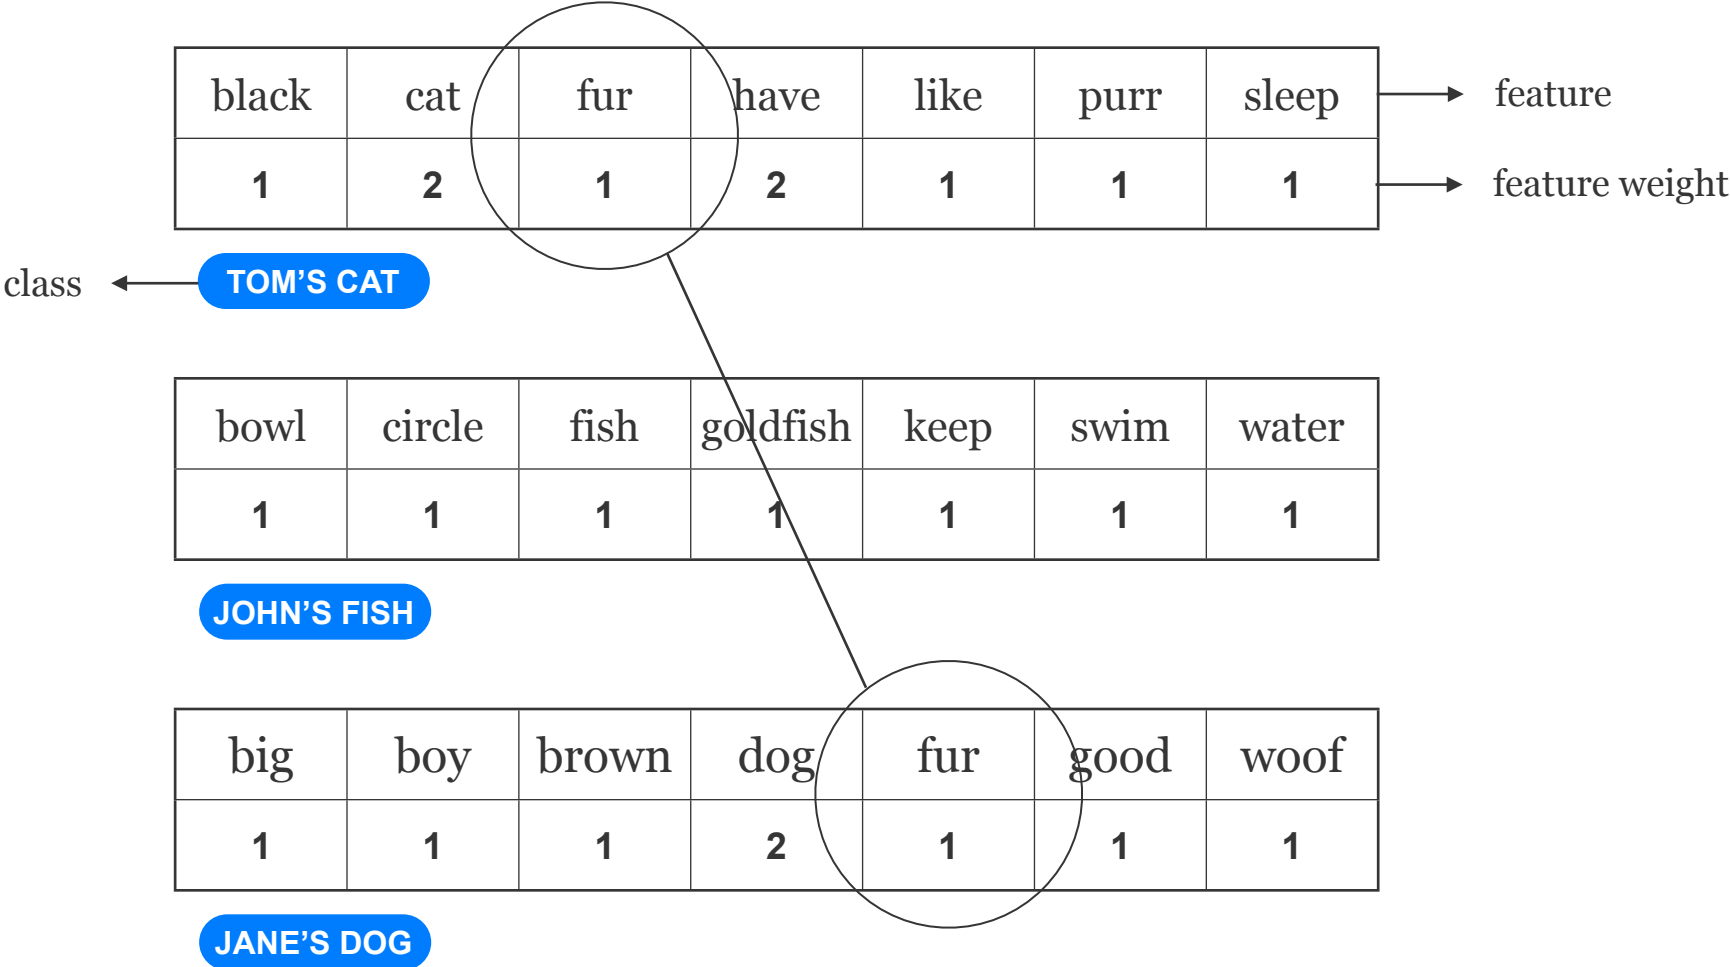 black cat fur have like purr sleep feature
1 2 1 2 1 1 1 feature weight
class TOM'S CAT
bowl circle fish goldfish keep swim water
1 1 1 1 1 1 1
JOHN'S FISH
big boy brown dog fur good woof
1 1 1 2 1 1 1
JANE'S DOG